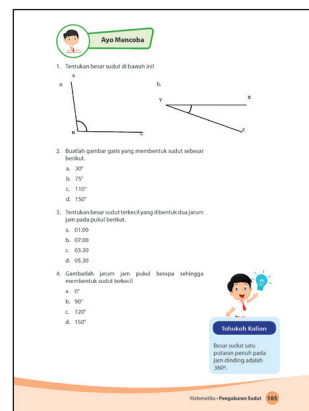 Ayo Mencoba
1. Tentukan besar sudut di bawah ini!
a.
b.
A
B
C
Y
X
Z
2. Buatlah gambar garis yang membentuk sudut sebesar
berikut.
a. 30°
b. 75°
c. 110°
d. 150°
3. Tentukan besar sudut terkecil yang dibentuk dua jarum
jam pada pukul berikut.
a. 01.00
b. 07.00
c. 03.30
d. 05.30
4. Gambarlah jarum jam pukul berapa sehingga
membentuk sudut terkecil
a. 0°
b. 90°
c. 120°
d. 150°
Tahukah Kalian
Besar sudut satu
putaran penuh pada
jam dinding adalah
360°.
Matematika • Pengukuran Sudut 185